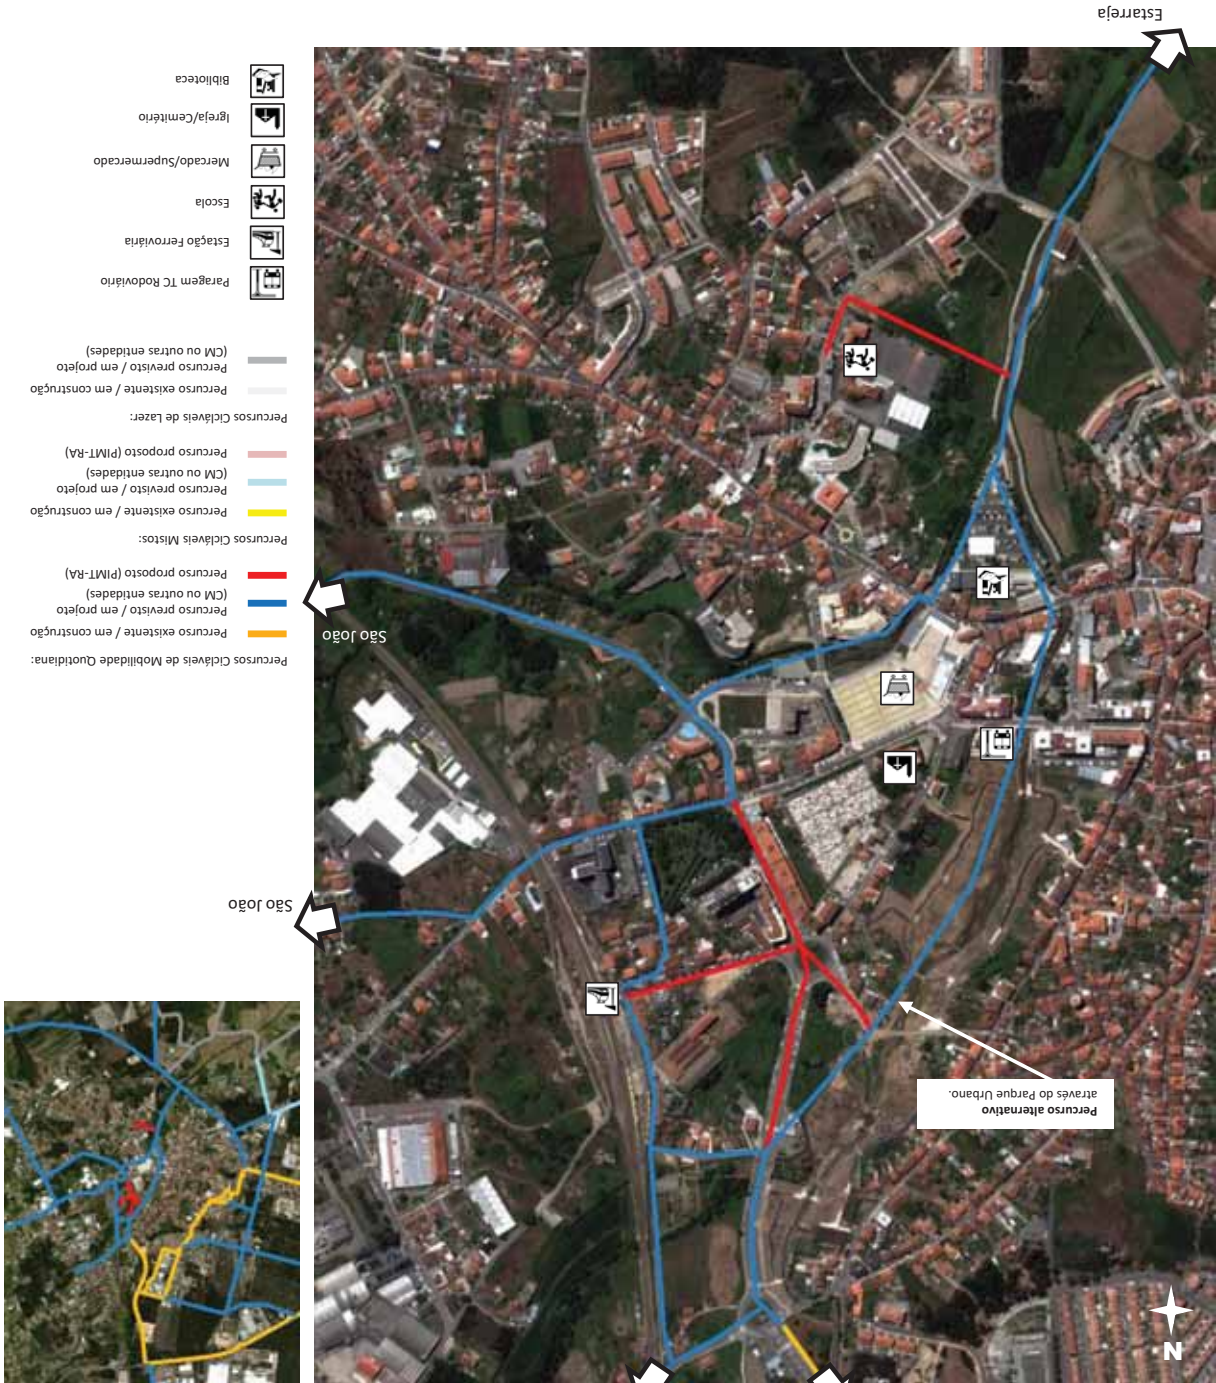 N
Percurso alternativo
através do Parque Urbano.
São João
São João
Percursos Cicláveis de Mobilidade Quotidiana:
Percurso existente / em construção
Percurso previsto / em projeto
(CM ou outras entidades)
Percurso proposto (PIMT-RA)
Percursos Cicláveis Mistos:
Percurso existente / em construção
Percurso previsto / em projeto
(CM ou outras entidades)
Percurso proposto (PIMT-RA)
Percursos Cicláveis de Lazer:
Percurso existente / em construção
Percurso previsto / em projeto
(CM ou outras entidades)
Paragem TC Rodoviário
Estação Ferroviária
Escola
Mercado/Supermercado
Igreja/Cemitério
Biblioteca
Estarreja